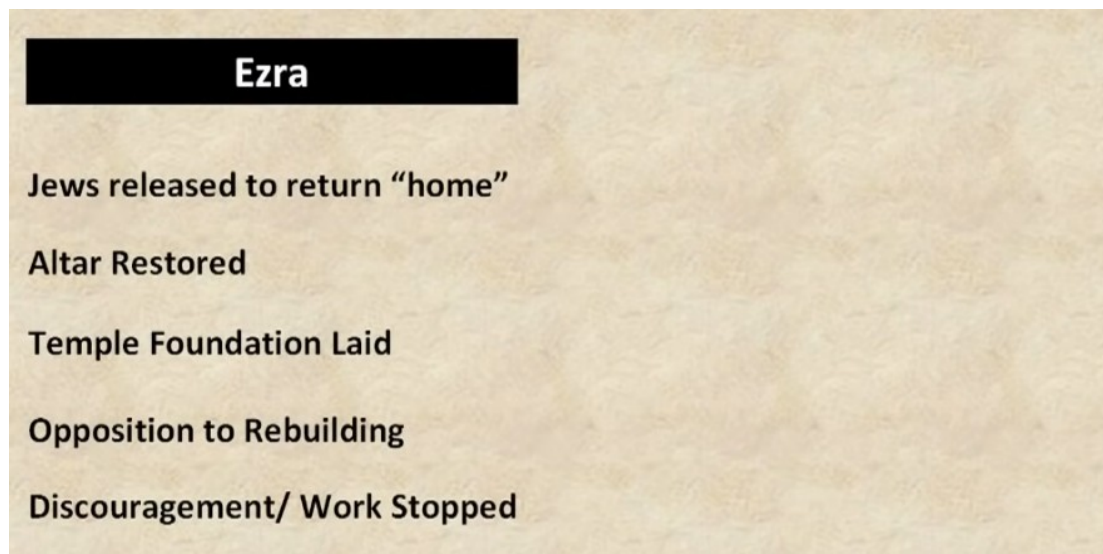 Ezra
Jews released to return “home”
Altar Restored
Temple Foundation Laid
Opposition to Rebuilding
Discouragement/ Work Stopped